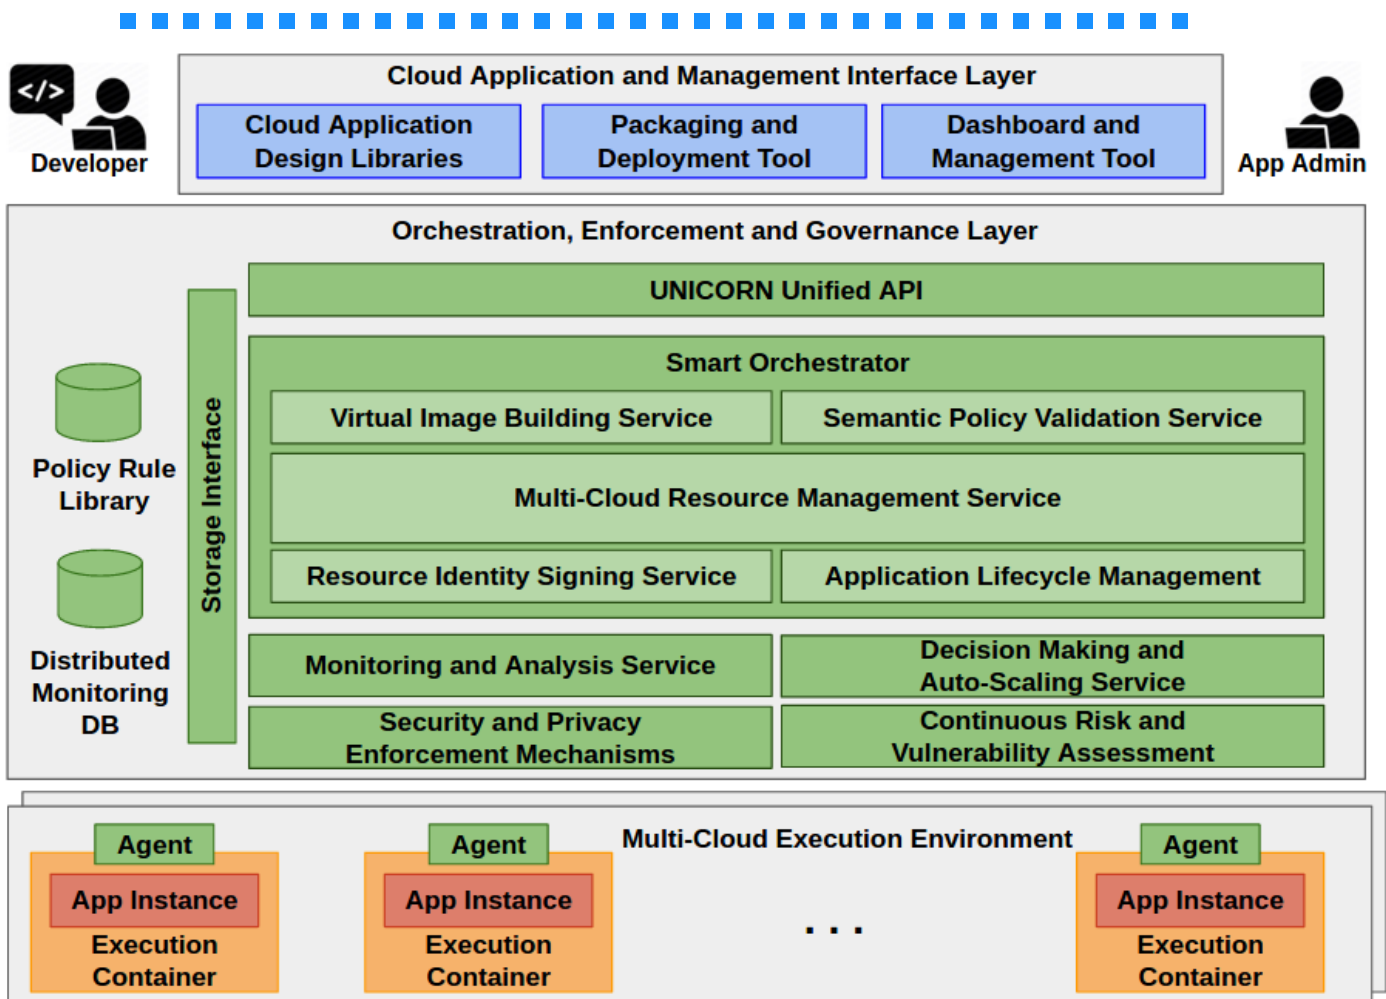 Cloud Application and Management Interface Layer
</>
Developer
Cloud Application
Design Libraries
Packaging and
Deployment Tool
Dashboard and
Management Tool
App Admin
Orchestration, Enforcement and Governance Layer
UNICORN Unified API
Smart Orchestrator
Virtual Image Building Service
Semantic Policy Validation Service
Multi-Cloud Resource Management Service
Resource Identity Signing Service
Application Lifecycle Management
Policy Rule
Library
Distributed
Monitoring
DB
Storage Interface
Monitoring and Analysis Service
Decision Making and
Auto-Scaling Service
Security and Privacy
Enforcement Mechanisms
Continuous Risk and
Vulnerability Assessment
Multi-Cloud Execution Environment
Agent
App Instance
Execution
Container
Agent
App Instance
Execution
Container
. . .
Agent
App Instance
Execution
Container